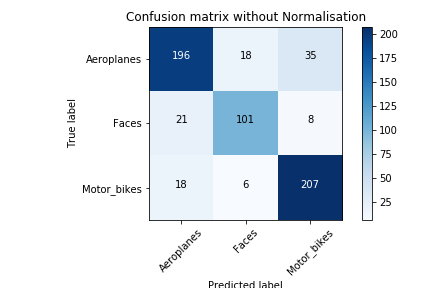 Confusion matrix without Normalisation
True label
Aeroplanes 196 18 35
Faces 21 101 8
Motor_bikes 18 6 207
Aeroplanes Faces Motor_bikes
Predicted label
200
175
150
125
100
75
50
25